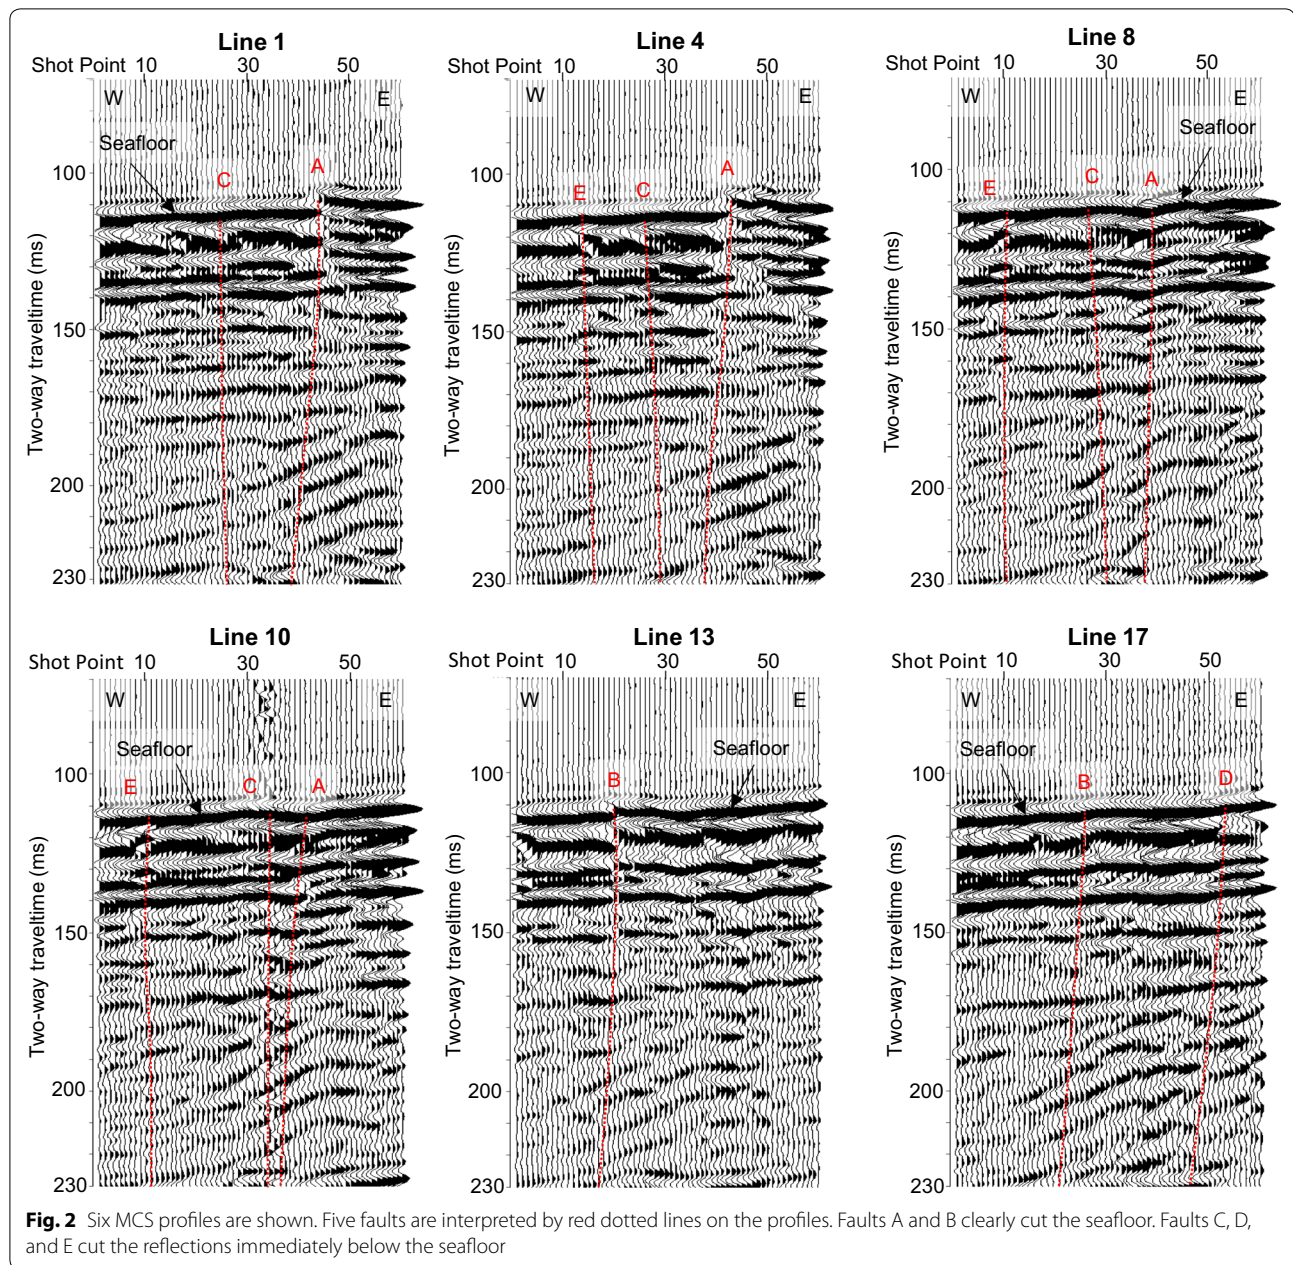 Line 1
Shot Point 10 30 50
W E
Seafloor
C A
100
150
200
230
Two-way traveltime (ms)
Line 4
Shot Point 10 30 50
W E
E C A
100
150
200
230
Two-way traveltime (ms)
Line 8
Shot Point 10 30 50
W E
Seafloor
E C A
100
150
200
230
Two-way traveltime (ms)
Line 10
Shot Point 10 30 50
W E
Seafloor
E C A
100
150
200
230
Two-way traveltime (ms)
Line 13
Shot Point 10 30 50
W E
Seafloor
B
100
150
200
230
Two-way traveltime (ms)
Line 17
Shot Point 10 30 50
W E
Seafloor
B D
100
150
200
230
Two-way traveltime (ms)
Fig. 2 Six MCS profiles are shown. Five faults are interpreted by red dotted lines on the profiles. Faults A and B clearly cut the seafloor. Faults C, D,
and E cut the reflections immediately below the seafloor